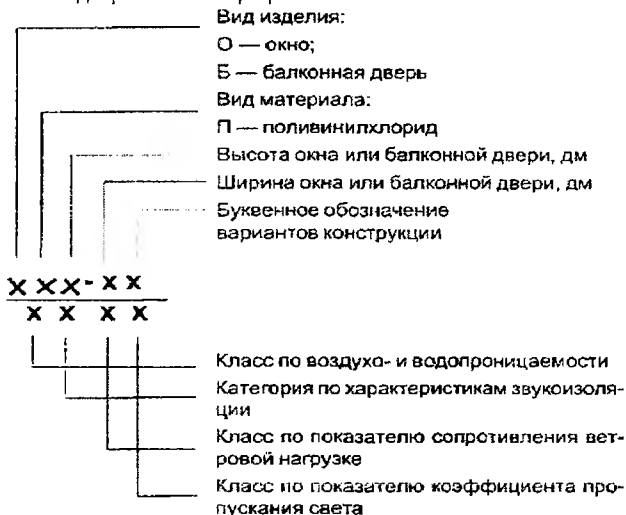 Вид изделия:
О — окно;
Б — балконная дверь
Вид материала:
П — поливинилхлорид
Высота окна или балконной двери, дм
Ширина окна или балконной двери, дм
Буквенное обозначение
вариантов конструкции
X XX- X X
X X X X
Класс по воздухо- и водопроницаемости
Категория по характеристикам звукоизоля-
ции
Класс по показателю сопротивления вет-
ровой нагрузке
Класс по показателю коэффициента про-
пускания света